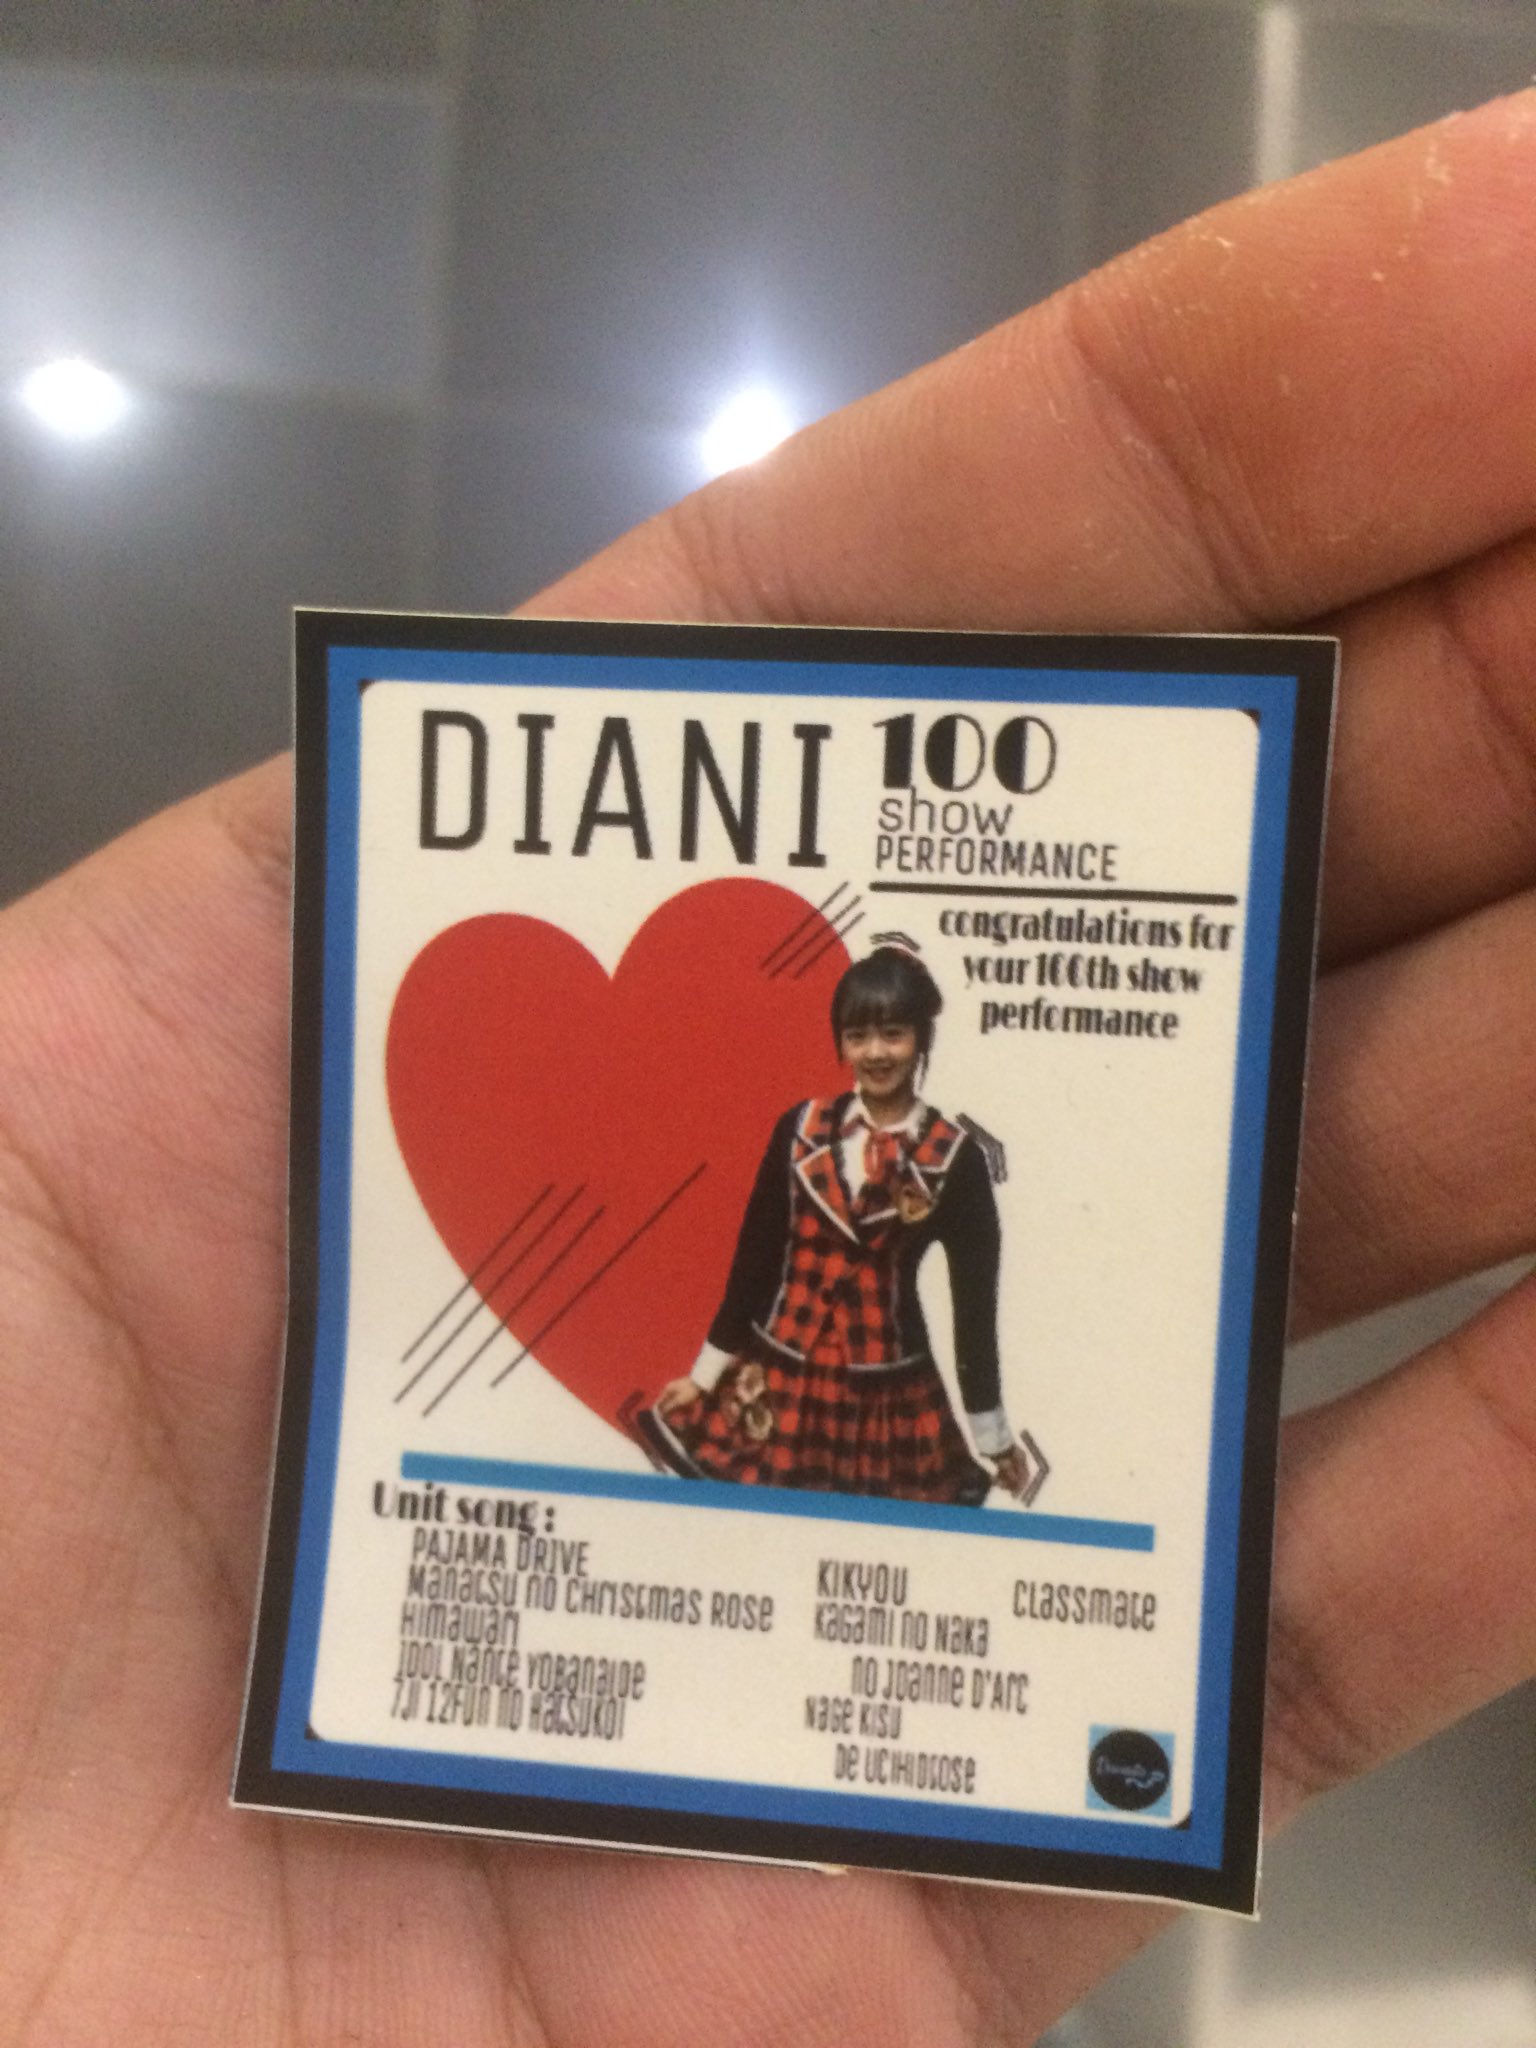 DIANI
100
show
PERFORMANCE
congratulations for
your 100th show
performance
Unit song :
PAJAMA DRIVE
Manatsu no Christmas Rose
Himawari
Idol Nante Yobanaide
7JI 12Fun no Hatsukoi
KIKYOU
Kagami no Naka
no Joanne D'Arc
Nage Kisu
De Ucihidtose
Classmate